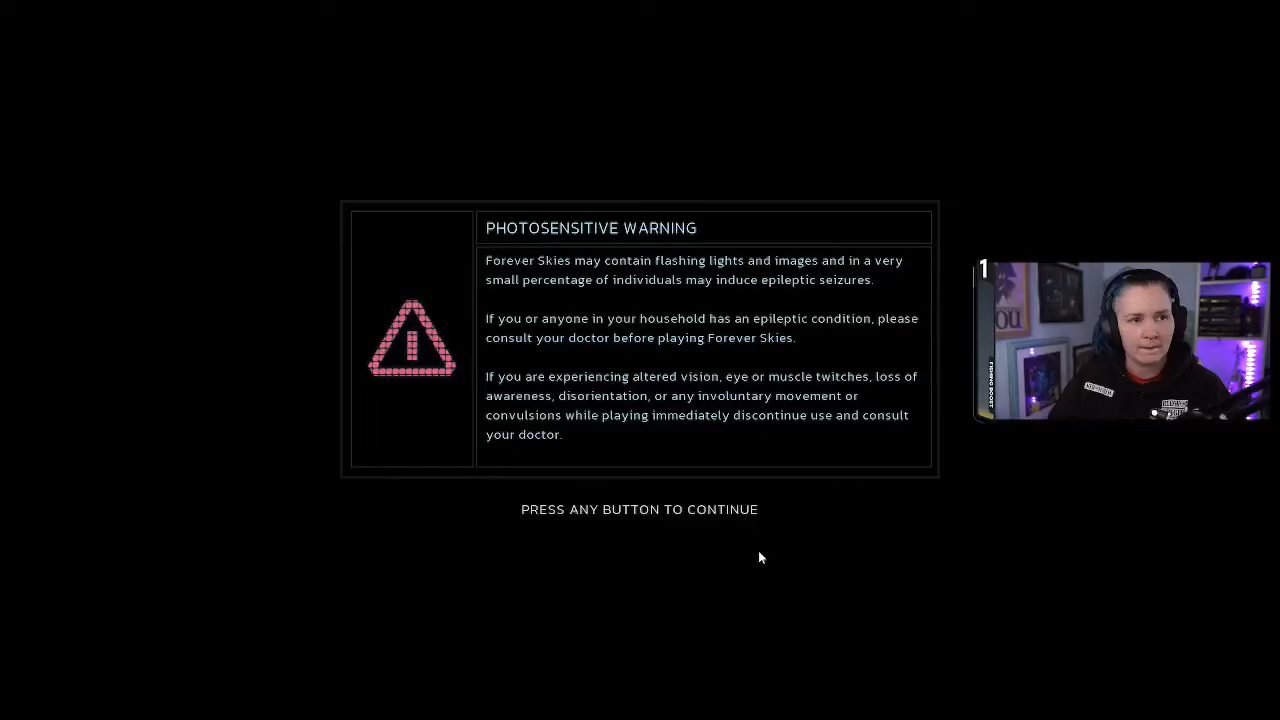 PHOTOSENSITIVE WARNING
Forever Skies may contain flashing lights and images and in a very
small percentage of individuals may induce epileptic seizures.
If you or anyone in your household has an epileptic condition, please
consult your doctor before playing Forever Skies.
If you are experiencing altered vision, eye or muscle twitches, loss of
awareness, disorientation, or any involuntary movement or
convulsions while playing immediately discontinue use and consult
your doctor.
PRESS ANY BUTTON TO CONTINUE
1
ou